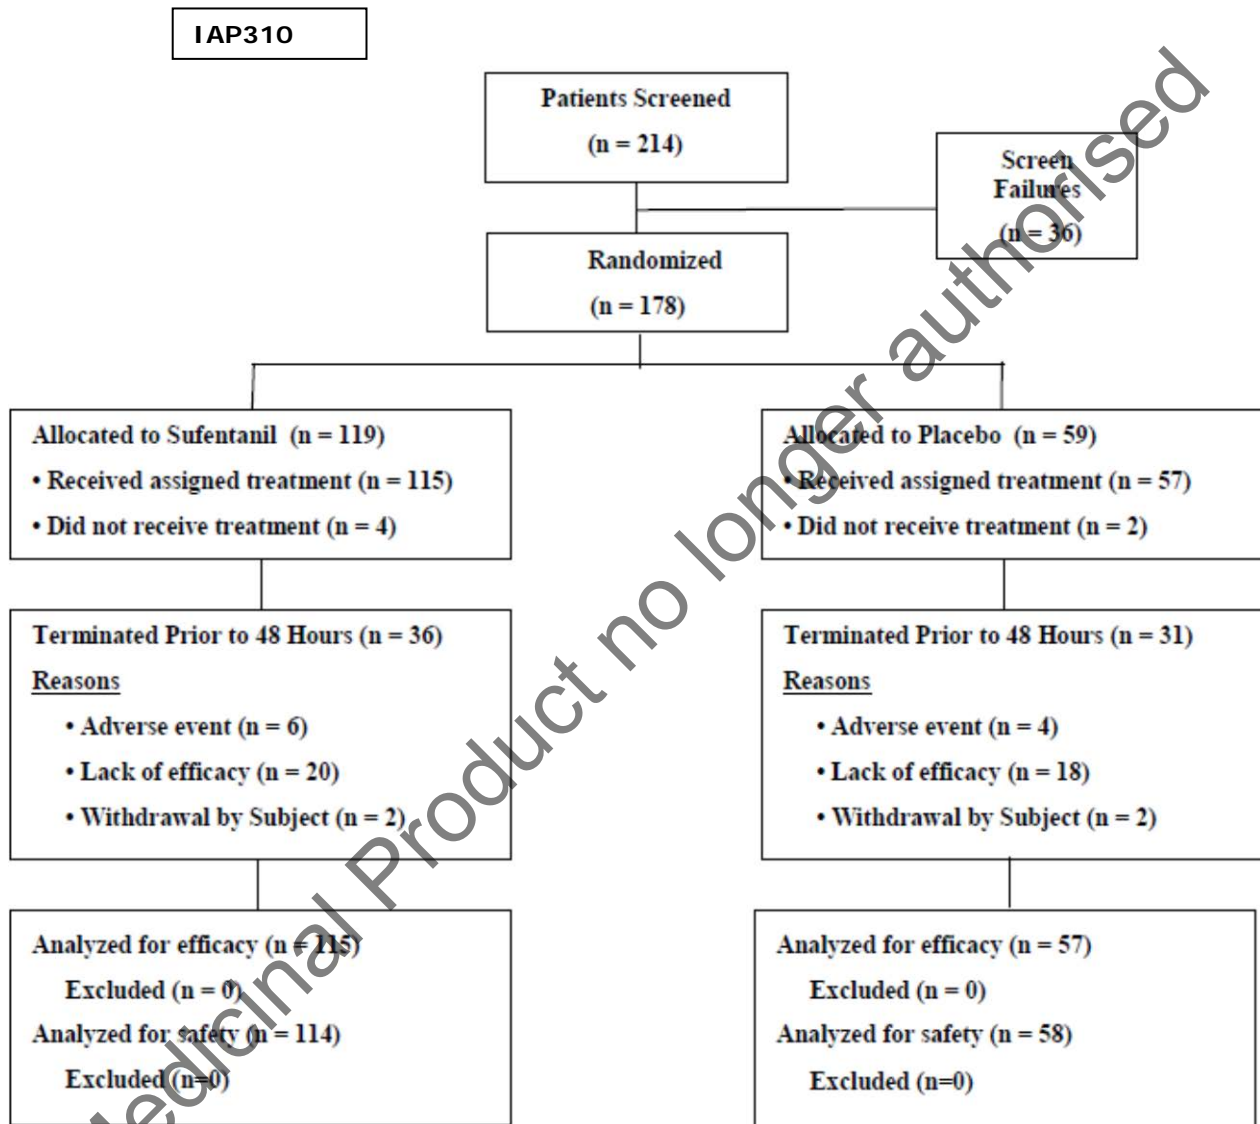 IAP310
Patients Screened
(n = 214)
Screen
Failures
(n = 36)
Randomized
(n = 178)
Allocated to Sufentanil (n = 119)
• Received assigned treatment (n = 115)
• Did not receive treatment (n = 4)
Allocated to Placebo (n = 59)
• Received assigned treatment (n = 57)
• Did not receive treatment (n = 2)
Terminated Prior to 48 Hours (n = 36)
Reasons
• Adverse event (n = 6)
• Lack of efficacy (n = 20)
• Withdrawal by Subject (n = 2)
Terminated Prior to 48 Hours (n = 31)
Reasons
• Adverse event (n = 4)
• Lack of efficacy (n = 18)
• Withdrawal by Subject (n = 2)
Analyzed for efficacy (n = 115)
Excluded (n = 0)
Analyzed for safety (n = 114)
Excluded (n=0)
Analyzed for efficacy (n = 57)
Excluded (n = 0)
Analyzed for safety (n = 58)
Excluded (n=0)
Medicinal Product no longer authorised